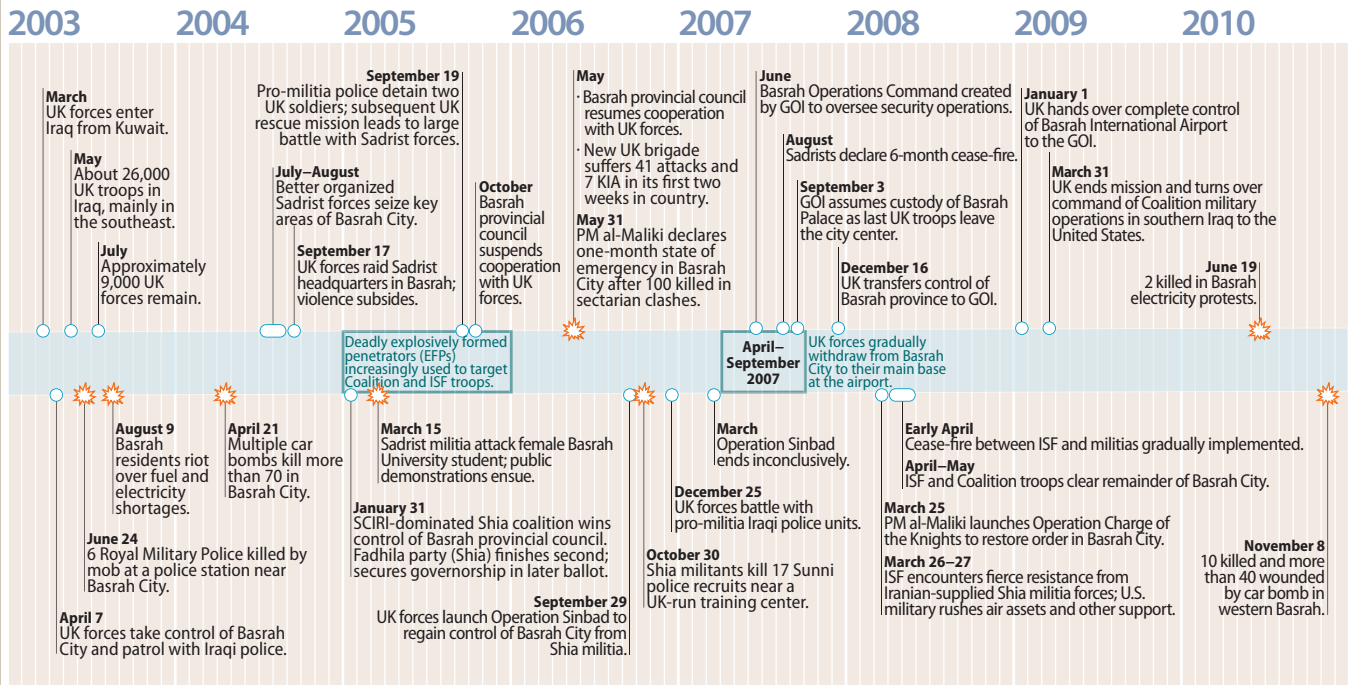 2003 2004 2005 2006 2007 2008 2009 2010
March
UK forces enter
Iraq from Kuwait.
May
About 26,000
UK troops in
Iraq, mainly in
the southeast.
July
Approximately
9,000 UK
forces remain.
September 19
Pro-militia police detain two
UK soldiers; subsequent UK
rescue mission leads to large
battle with Sadrist forces.
July–August
Better organized
Sadrist forces seize key
areas of Basrah City.
September 17
UK forces raid Sadrist
headquarters in Basrah;
violence subsides.
October
Basrah
provincial
council
suspends
cooperation
with UK
forces.
May
· Basrah provincial council
resumes cooperation
with UK forces.
· New UK brigade
suffers 41 attacks and
7 KIA in its first two
weeks in country.
May 31
PM al-Maliki declares
one-month state of
emergency in Basrah
City after 100 killed in
sectarian clashes.
June
Basrah Operations Command created
by GOI to oversee security operations.
August
Sadrists declare 6-month cease-fire.
September 3
GOI assumes custody of Basrah
Palace as last UK troops leave
the city center.
December 16
UK transfers control of
Basrah province to GOI.
January 1
UK hands over complete control
of Basrah International Airport
to the GOI.
March 31
UK ends mission and turns over
command of Coalition military
operations in southern Iraq to the
United States.
June 19
2 killed in Basrah
electricity protests.
Deadly explosively formed
penetrators (EFPs)
increasingly used to target
Coalition and ISF troops.
April–
September
2007
UK forces gradually
withdraw from Basrah
City to their main base
at the airport.
August 9
Basrah
residents riot
over fuel and
electricity
shortages.
June 24
6 Royal Military Police killed by
mob at a police station near
Basrah City.
April 7
UK forces take control of Basrah
City and patrol with Iraqi police.
April 21
Multiple car
bombs kill more
than 70 in
Basrah City.
March 15
Sadrist militia attack female Basrah
University student; public
demonstrations ensue.
January 31
SCIRI-dominated Shia coalition wins
control of Basrah provincial council.
Fadhila party (Shia) finishes second;
secures governorship in later ballot.
September 29
UK forces launch Operation Sinbad to
regain control of Basrah City from
Shia militia.
March
Operation Sinbad
ends inconclusively.
December 25
UK forces battle with
pro-militia Iraqi police units.
October 30
Shia militants kill 17 Sunni
police recruits near a
UK-run training center.
Early April
Cease-fire between ISF and militias gradually implemented.
April–May
ISF and Coalition troops clear remainder of Basrah City.
March 25
PM al-Maliki launches Operation Charge of
the Knights to restore order in Basrah City.
March 26–27
ISF encounters fierce resistance from
Iranian-supplied Shia militia forces; U.S.
military rushes air assets and other support.
November 8
10 killed and more
than 40 wounded
by car bomb in
western Basrah.